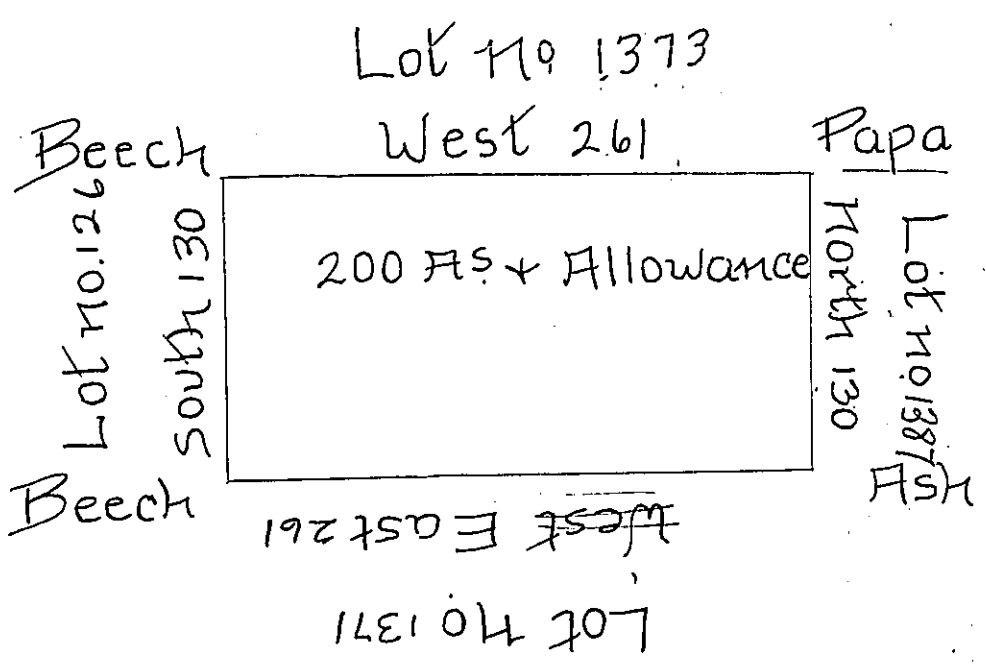 Lot no 1373
West 261
Beech
Papa
Lot no.126
South 130
200 As + Allowance
North 130
Lot no.1387
Beech
Ash
West East 261
Lot no 1371